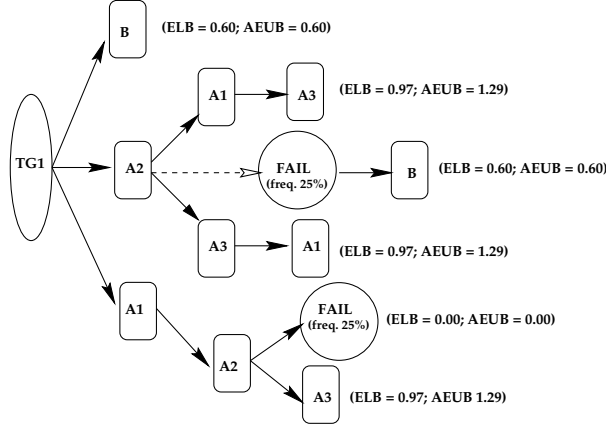 B
(ELB = 0.60; AEUB = 0.60)
A1
A3
(ELB = 0.97; AEUB = 1.29)
TG1
A2
FAIL
(freq. 25%)
B
(ELB = 0.60; AEUB = 0.60)
A3
A1
(ELB = 0.97; AEUB = 1.29)
A1
FAIL
(freq. 25%)
(ELB = 0.00; AEUB = 0.00)
A2
A3
(ELB = 0.97; AEUB 1.29)